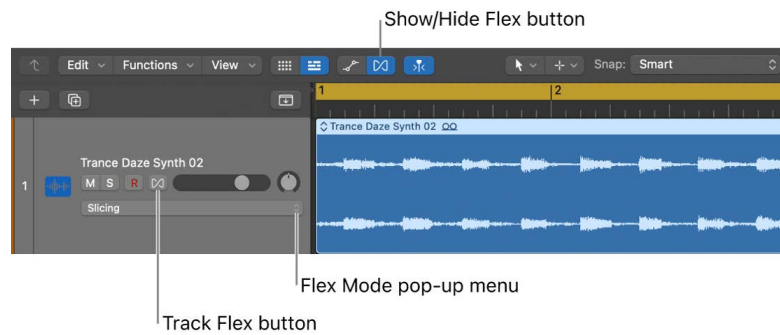 Show/Hide Flex button
Edit Functions View Snap: Smart
1 2
Trance Daze Synth 02
Trance Daze Synth 02
1 M S R
Slicing
Flex Mode pop-up menu
Track Flex button